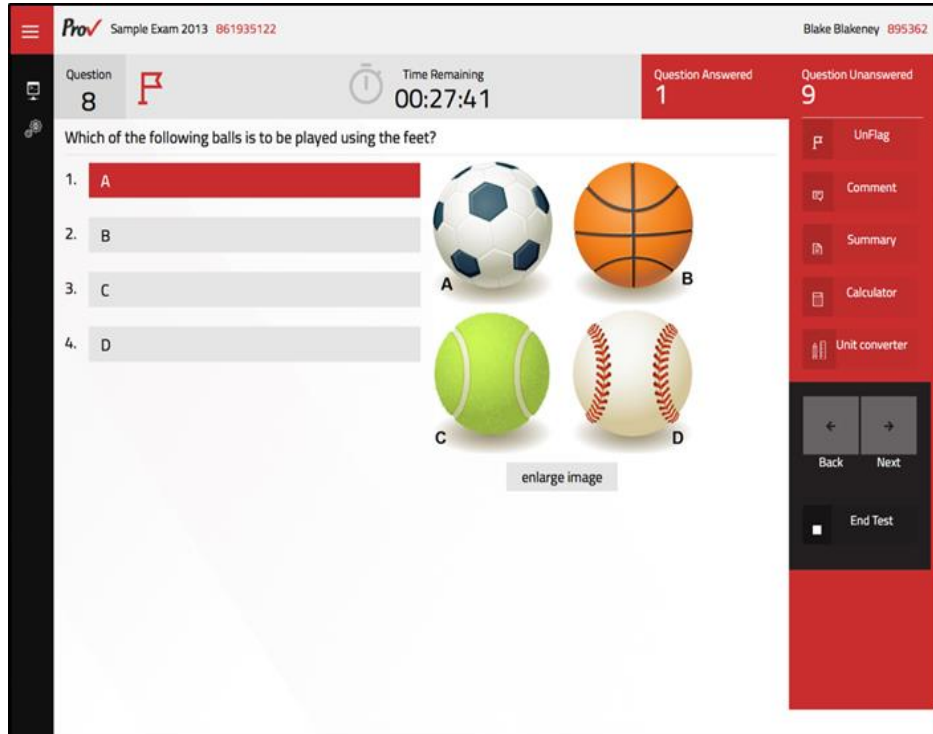 Prov Sample Exam 2013 861935122
Blake Blakeney 895362
Question
8
Time Remaining
00:27:41
Question Answered
1
Question Unanswered
9
Which of the following balls is to be played using the feet?
1. A
2. B
3. C
4. D
A
B
C
D
enlarge image
UnFlag
Comment
Summary
Calculator
Unit converter
Back
Next
End Test